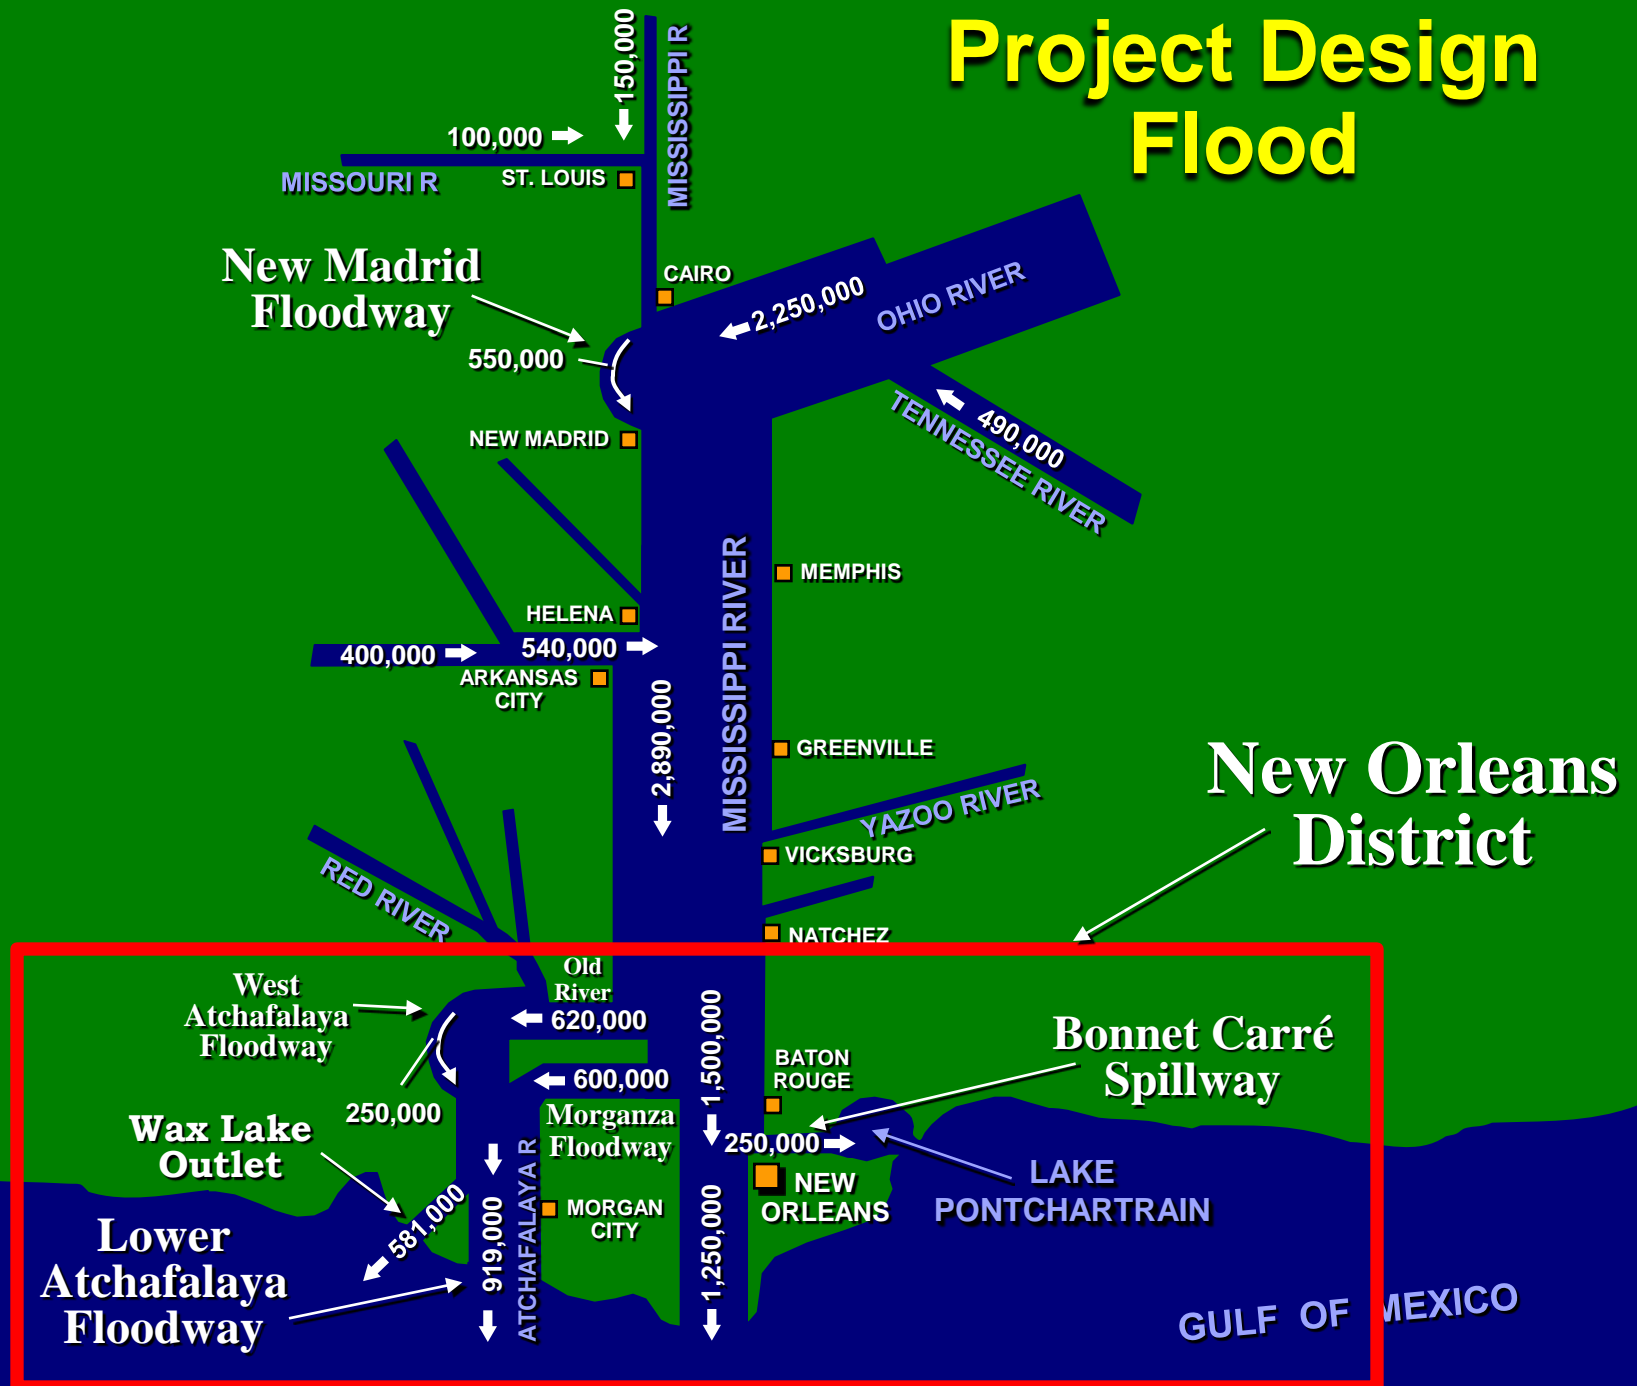 Project Design
Flood
150,000
MISSISSIPPI R
100,000
MISSOURI R
ST. LOUIS
New Madrid
Floodway
CAIRO
2,250,000
OHIO RIVER
550,000
490,000
TENNESSEE RIVER
NEW MADRID
MISSISSIPPI RIVER
MEMPHIS
HELENA
400,000
540,000
ARKANSAS
CITY
2,890,000
GREENVILLE
New Orleans
District
YAZOO RIVER
VICKSBURG
RED RIVER
NATCHEZ
West
Atchafalaya
Floodway
Old
River
620,000
1,500,000
Bonnet Carré
Spillway
BATON
ROUGE
600,000
250,000
Morganza
Floodway
Wax Lake
Outlet
250,000
ATCHAFALAYA R
LAKE
PONTCHARTRAIN
NEW
ORLEANS
581,000
919,000
MORGAN
CITY
1,250,000
Lower
Atchafalaya
Floodway
GULF OF MEXICO